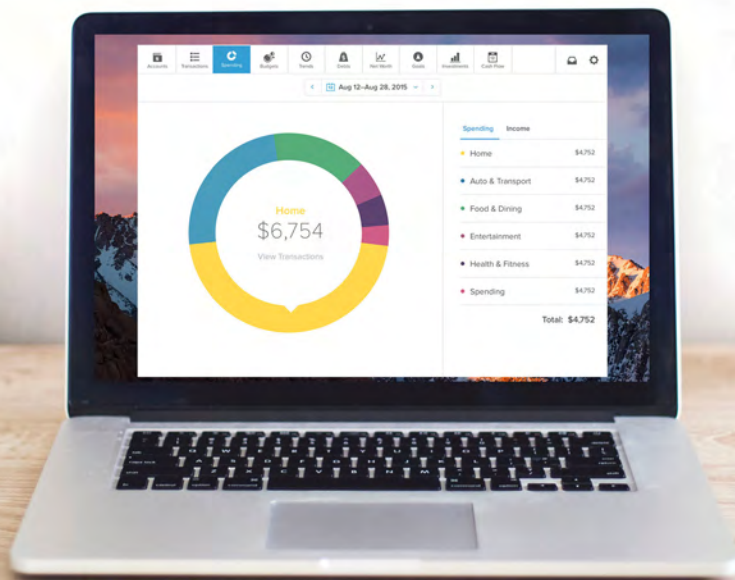 Accounts Transactions Spending Budgets Trends Debts Net Worth Goals Investments Cash Flow
Aug 12–Aug 28, 2015
Spending Income
Home $4,752
Auto & Transport $4,752
Food & Dining $4,752
Entertainment $4,752
Health & Fitness $4,752
Spending $4,752
Total: $4,752
Home
$6,754
View Transactions